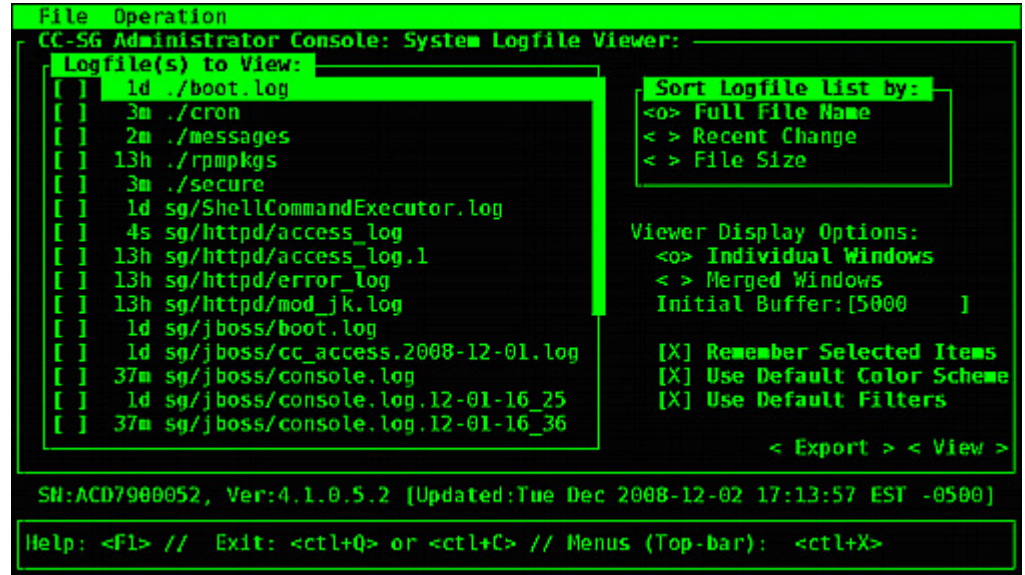 File Operation
CC-SG Administrator Console: System Logfile Viewer:
Logfile(s) to View:
[ ] 1d ./boot.log
[ ] 3m ./cron
[ ] 2m ./messages
[ ] 13h ./rpmpkgs
[ ] 3m ./secure
[ ] 1d sg/ShellCommandExecutor.log
[ ] 4s sg/httpd/access_log
[ ] 13h sg/httpd/access_log.1
[ ] 13h sg/httpd/error_log
[ ] 13h sg/httpd/mod_jk.log
[ ] 1d sg/jboss/boot.log
[ ] 1d sg/jboss/cc_access.2008-12-01.log
[ ] 37m sg/jboss/console.log
[ ] 1d sg/jboss/console.log.12-01-16_25
[ ] 37m sg/jboss/console.log.12-01-16_36
Sort Logfile list by:
<o> Full File Name
< > Recent Change
< > File Size
Viewer Display Options:
<o> Individual Windows
< > Merged Windows
Initial Buffer:[5000 ]
[X] Remember Selected Items
[X] Use Default Color Scheme
[X] Use Default Filters
< Export > < View >
SN:ACD7900052, Ver:4.1.0.5.2 [Updated:Tue Dec 2008-12-02 17:13:57 EST -0500]
Help: <F1> // Exit: <ctl+Q> or <ctl+C> // Menus (Top-bar): <ctl+X>